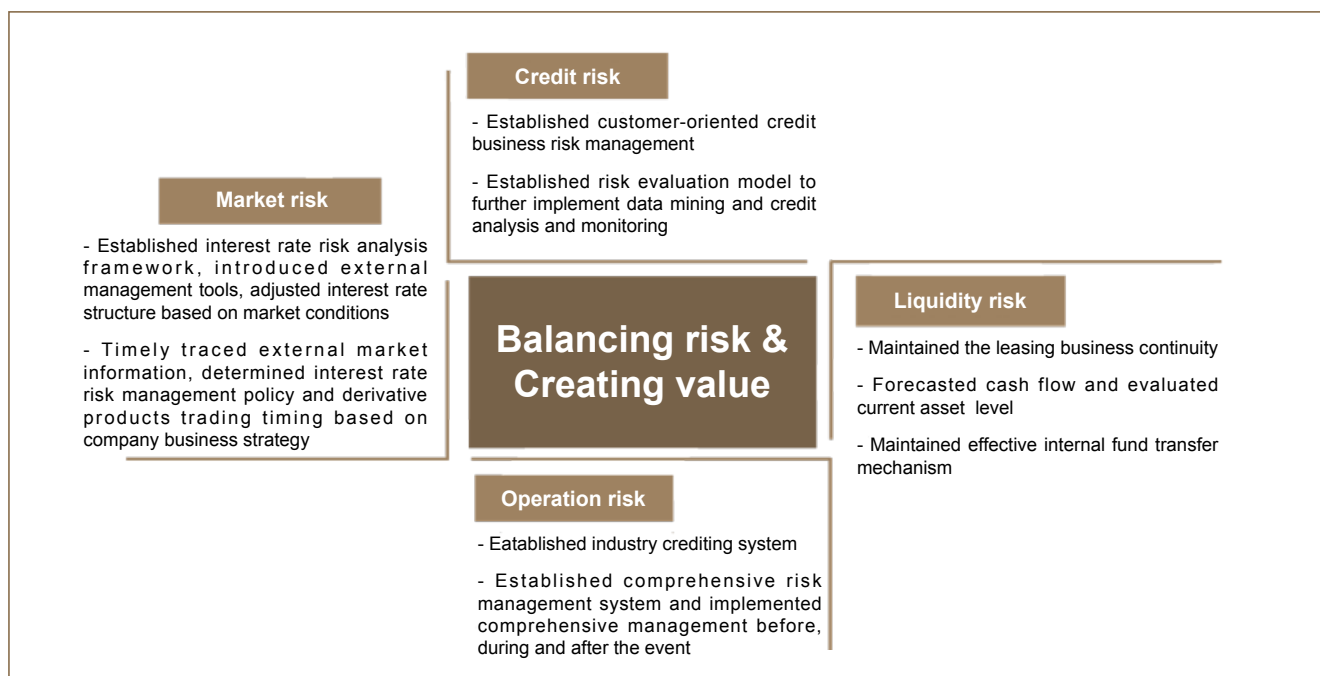 Credit risk
- Established customer-oriented credit
business risk management
- Established risk evaluation model to
further implement data mining and credit
analysis and monitoring
Market risk
- Established interest rate risk analysis
framework, introduced external
management tools, adjusted interest rate
structure based on market conditions
- Timely traced external market
information, determined interest rate
risk management policy and derivative
products trading timing based on
company business strategy
Balancing risk &
Creating value
Liquidity risk
- Maintained the leasing business continuity
- Forecasted cash flow and evaluated
current asset level
- Maintained effective internal fund transfer
mechanism
Operation risk
- Eatablished industry crediting system
- Established comprehensive risk
management system and implemented
comprehensive management before,
during and after the event